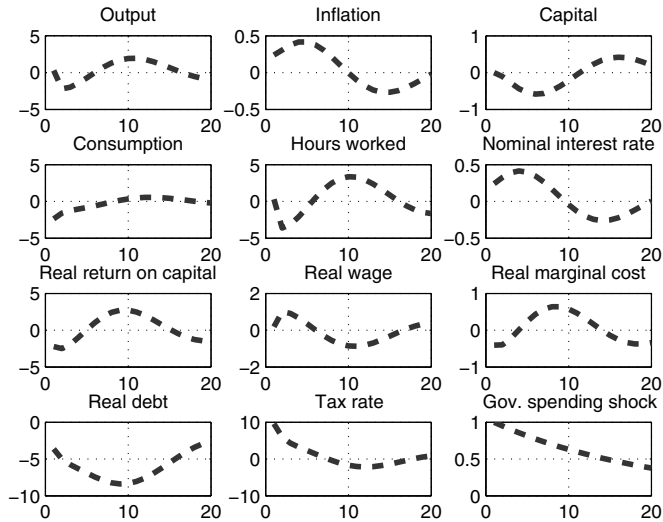 Output Inflation Capital
5 0.5 1
0 0 0
−5 −0.5 −1
0 10 20 0 10 20 0 10 20
Consumption Hours worked Nominal interest rate
5 5 0.5
0 0 0
−5 −5 −0.5
0 10 20 0 10 20 0 10 20
Real return on capital Real wage Real marginal cost
5 2 1
0 0 0
−5 −2 −1
0 10 20 0 10 20 0 10 20
Real debt Tax rate Gov. spending shock
0 10 1
−5 0 0.5
−10 −10 0
0 10 20 0 10 20 0 10 20